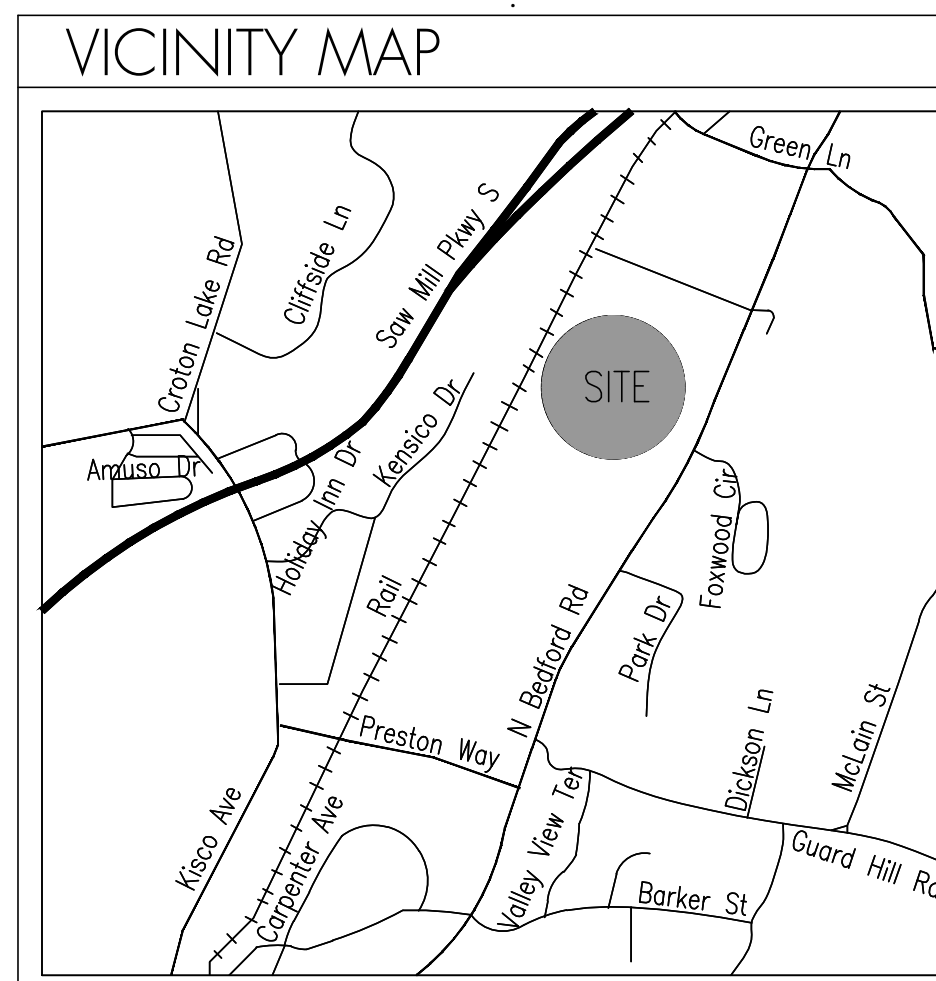 VICINITY MAP
Green Ln
Saw Mill Pkwy S
Cliffside Ln
Croton Lake Rd
SITE
Kensico Dr
Amuso Dr
Holiday Inn Dr
Foxwood Cir
Rail
N Bedford Rd
Park Dr
Dickson Ln
McLain St
Preston Way
Kisco Ave
Carpenter Ave
Valley View Ter
Guard Hill Rd
Barker St